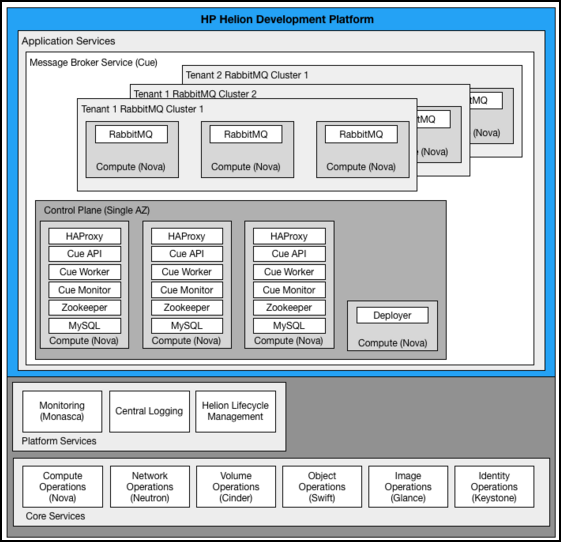 HP Helion Development Platform
Application Services
Message Broker Service (Cue)
Tenant 2 RabbitMQ Cluster 1
Tenant 1 RabbitMQ Cluster 2
Tenant 1 RabbitMQ Cluster 1
RabbitMQ
Compute (Nova)
RabbitMQ
Compute (Nova)
RabbitMQ
Compute (Nova)
tMQ
(Nova)
MQ
(Nova)
Control Plane (Single AZ)
HAProxy
Cue API
Cue Worker
Cue Monitor
Zookeeper
MySQL
Compute (Nova)
HAProxy
Cue API
Cue Worker
Cue Monitor
Zookeeper
MySQL
Compute (Nova)
HAProxy
Cue API
Cue Worker
Cue Monitor
Zookeeper
MySQL
Compute (Nova)
Deployer
Compute (Nova)
Monitoring
(Monasca)
Central Logging
Helion Lifecycle
Management
Platform Services
Compute
Operations
(Nova)
Network
Operations
(Neutron)
Volume
Operations
(Cinder)
Object
Operations
(Swift)
Image
Operations
(Glance)
Identity
Operations
(Keystone)
Core Services